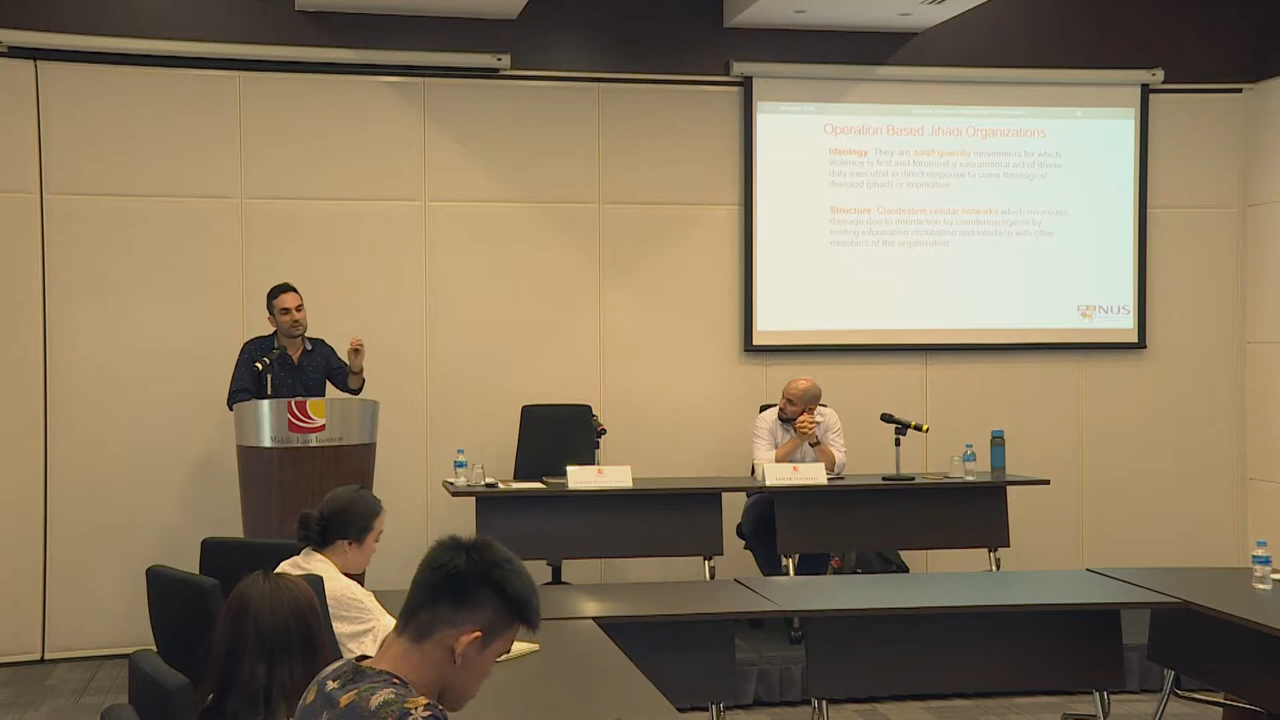 Operation Based Jihadi Organizations
Ideology: They are salafi guerrilla movements for which
violence is first and foremost a sacramental act of divine
duty executed in direct response to some theological
demand (jihad) or imperative.
Structure: Clandestine cellular networks which minimizes
damage due to interdiction by counterinsurgents by
limiting information distribution and interface with other
members of the organization.
NUS
Middle East Institute